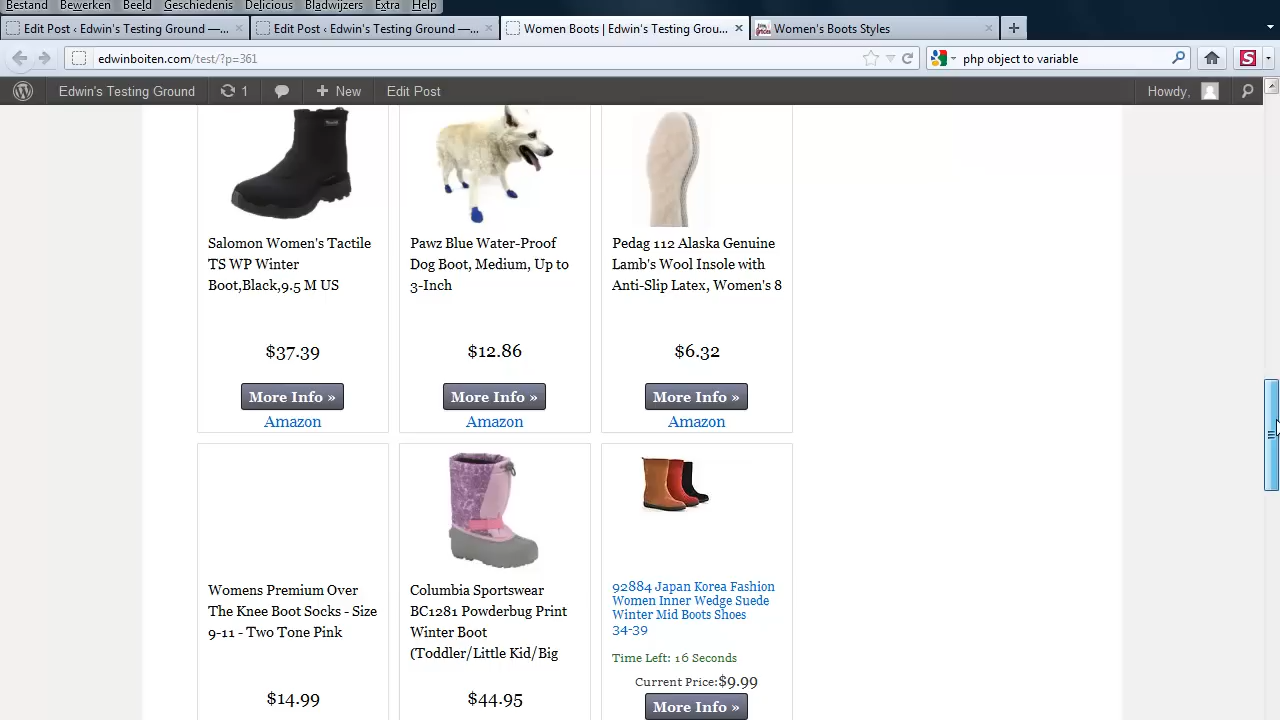 Bestand Bewerken Beeld Geschiedenis Delicious Bladwijzers Extra Help
Edit Post ‹ Edwin's Testing Ground —... Edit Post ‹ Edwin's Testing Ground —... Women Boots | Edwin's Testing Grou... Women's Boots Styles
edwinboiten.com/test/?p=361 php object to variable
Edwin's Testing Ground 1 New Edit Post Howdy,
Salomon Women's Tactile
TS WP Winter
Boot,Black,9.5 M US
$37.39
More Info »
Amazon
Pawz Blue Water-Proof
Dog Boot, Medium, Up to
3-Inch
$12.86
More Info »
Amazon
Pedag 112 Alaska Genuine
Lamb's Wool Insole with
Anti-Slip Latex, Women's 8
$6.32
More Info »
Amazon
Womens Premium Over
The Knee Boot Socks - Size
9-11 - Two Tone Pink
$14.99
Columbia Sportswear
BC1281 Powderbug Print
Winter Boot
(Toddler/Little Kid/Big
$44.95
92884 Japan Korea Fashion
Women Inner Wedge Suede
Winter Mid Boots Shoes
34-39
Time Left: 16 Seconds
Current Price:$9.99
More Info »